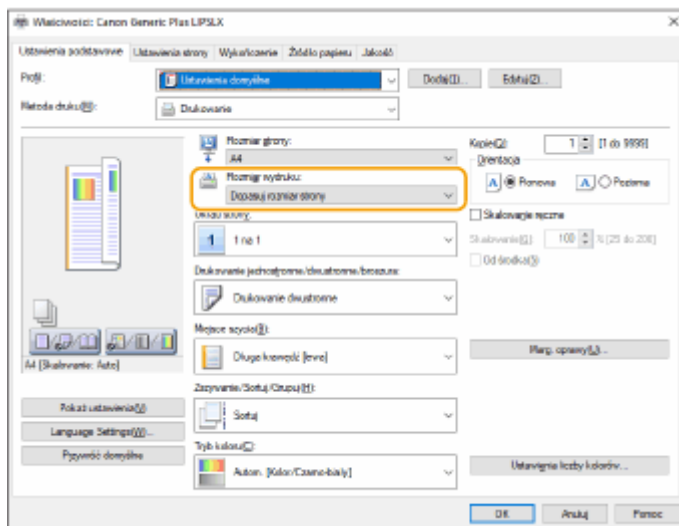 Właściwości: Canon Generic Plus LIPSLX
Ustawienia podstawowe Ustawienia strony Wykończenie Źródło papieru Jakość
Profil: Ustawienia domyślne Dodaj(1)... Edytuj(2)...
Metoda druku(M): Drukowanie
Rozmiar strony: Kopie(C): 1 [1 do 9999]
A4
Rozmiar wydruku: Orientacja
Dopasuj rozmiar strony A Pionowa A Pozioma
Układ strony: Skalowanie ręczne
1 1 na 1 Skalowanie(G): 100 % [25 do 200]
Od środka(S)
Drukowanie jednostronne/dwustronne/broszura:
Drukowanie dwustronne
Miejsce szycia(B):
Długa krawędź [lewa] Marg. oprawy(U)...
A4 [Skalowanie: Auto]
Zszywanie/Sortuj/Grupuj(H):
Pokaż ustawienia(V) Sortuj
Language Settings(W)...
Przywróć domyślne Tryb koloru(C):
Autom. [Kolor/Czarno-biały] Ustawienia liczby kolorów...
OK Anuluj Pomoc